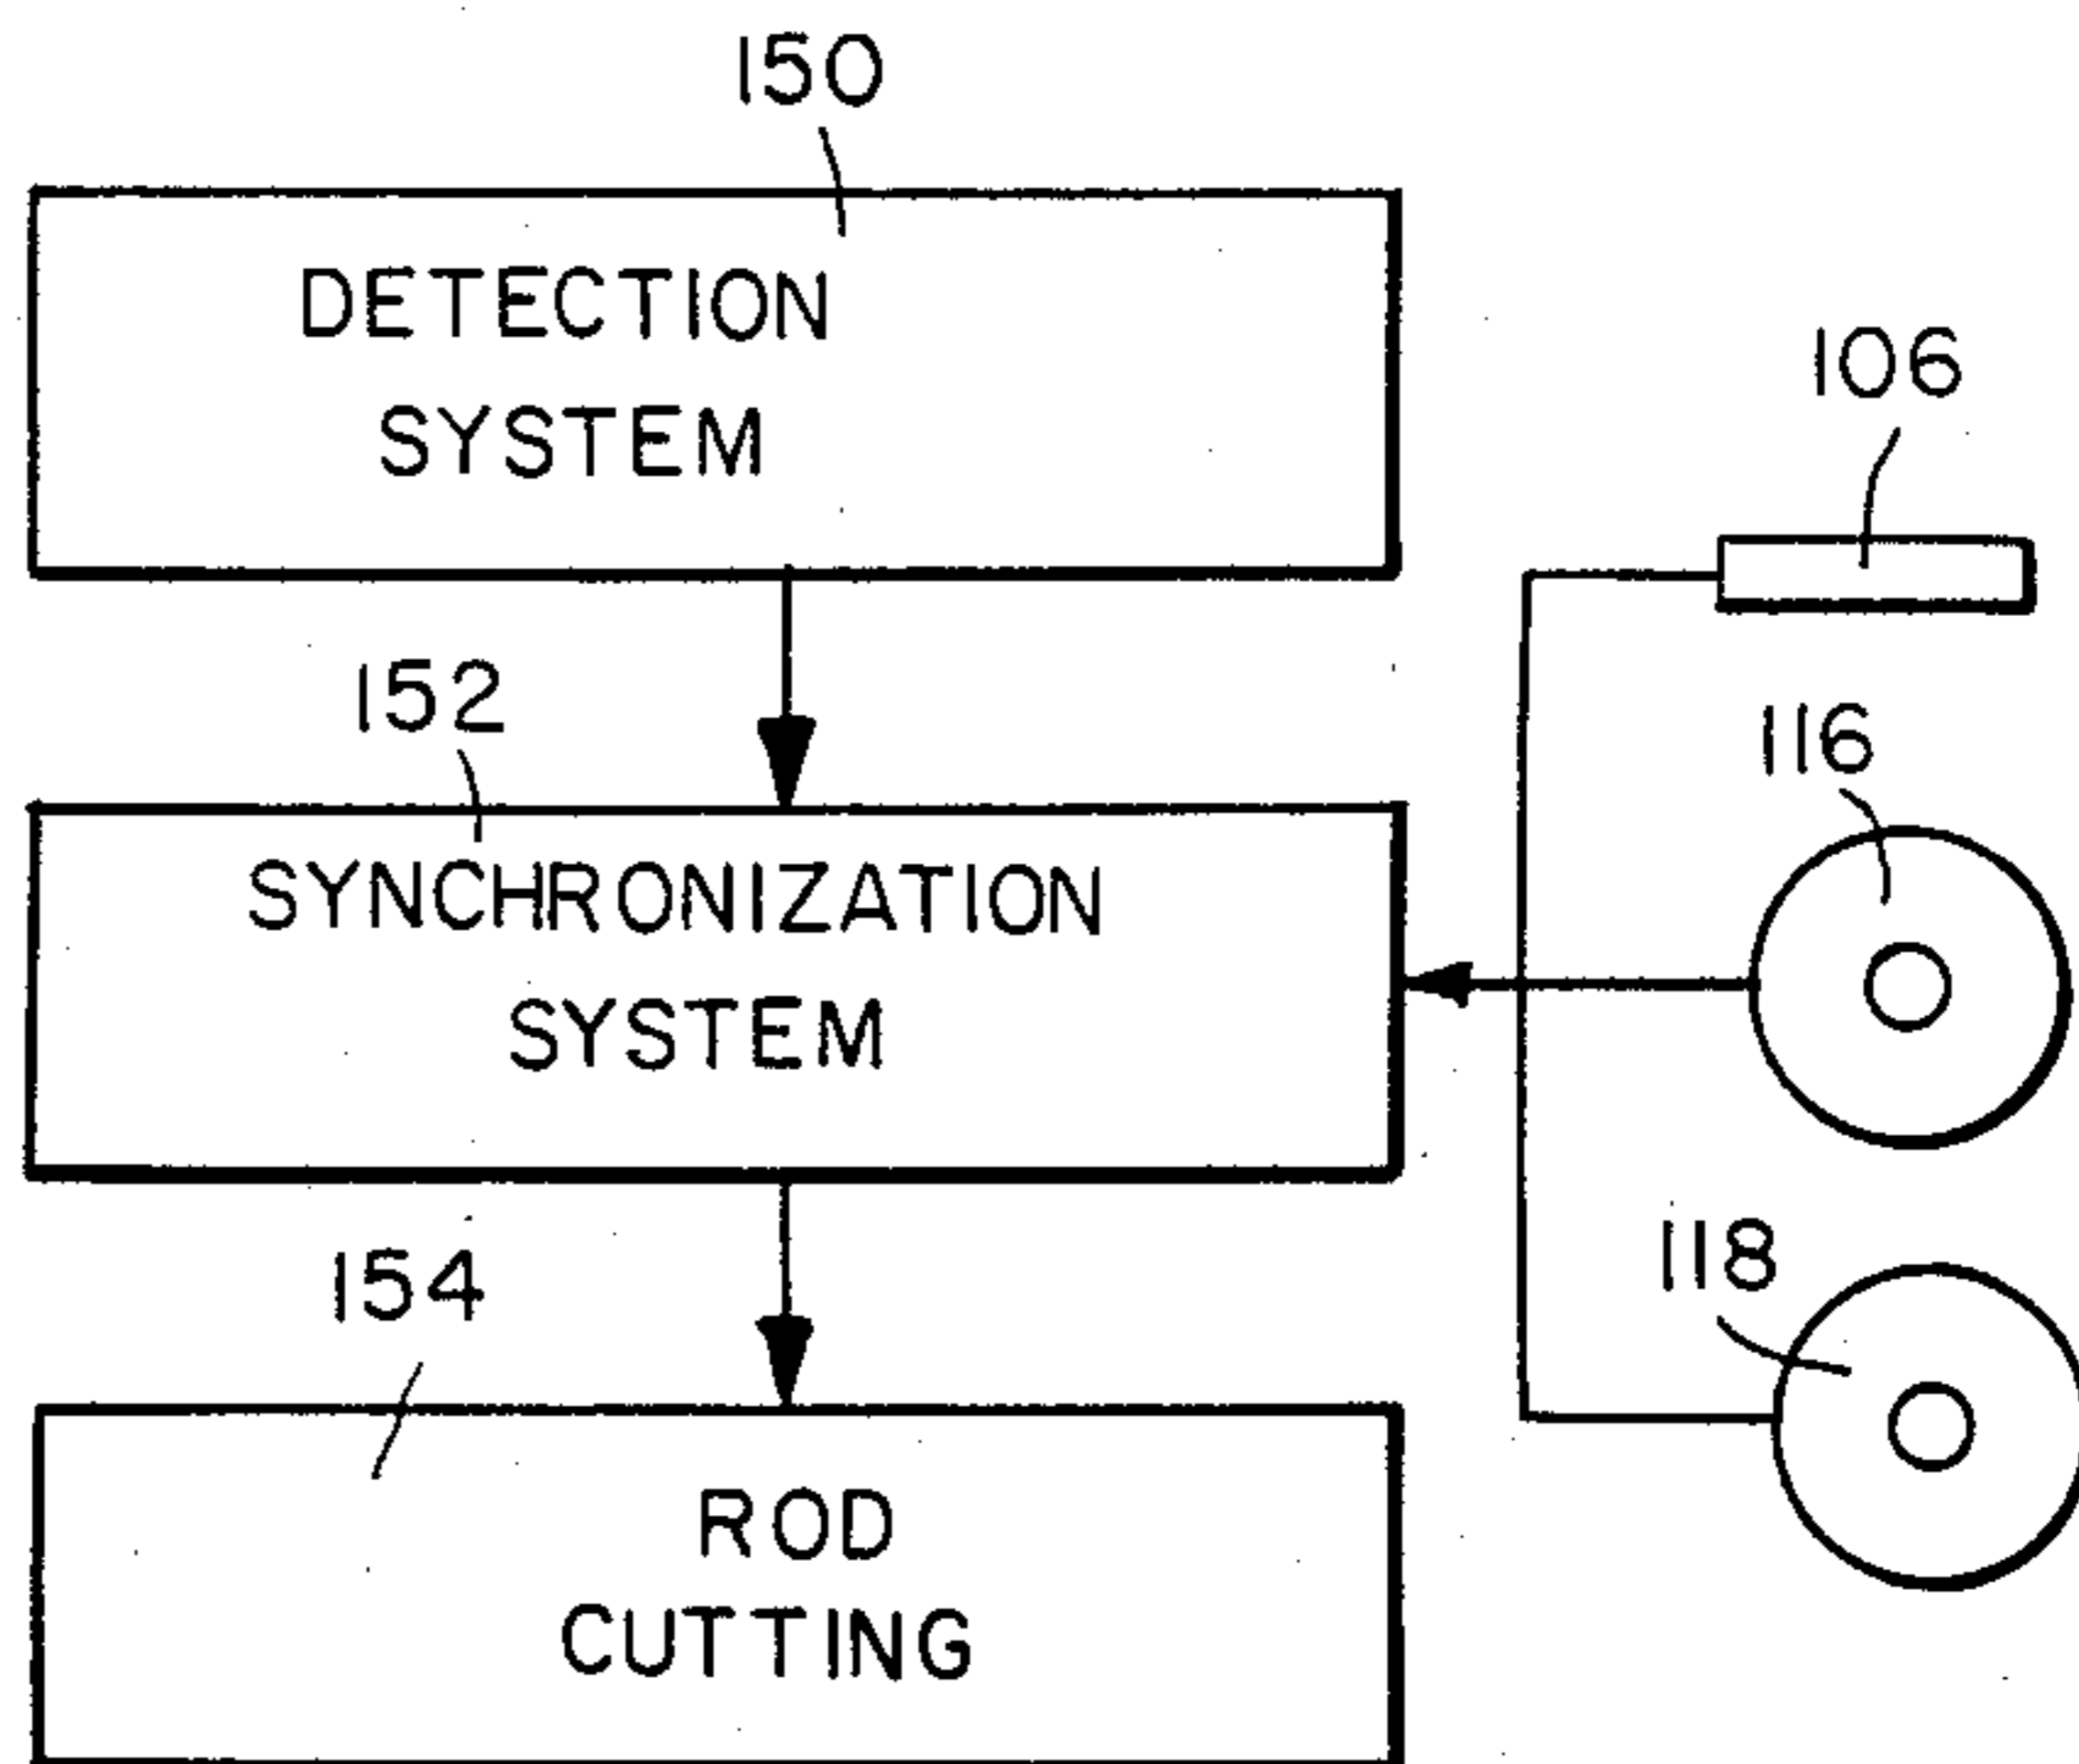 150
DETECTION
SYSTEM
106
152
116
SYNCHRONIZATION
SYSTEM
118
154
ROD
CUTTING